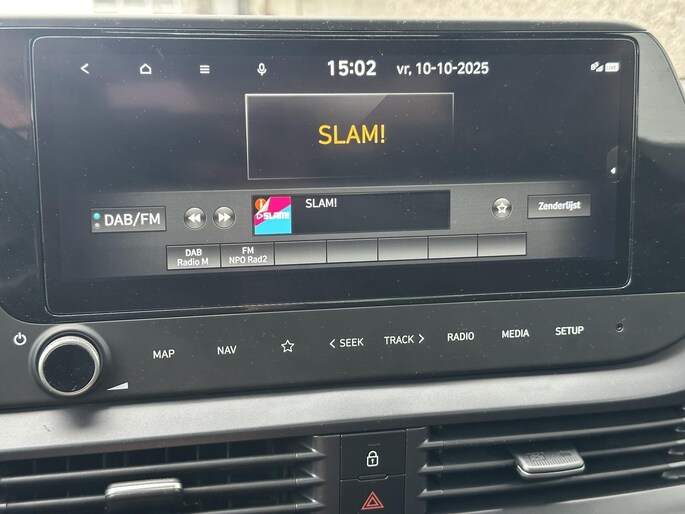 15:02 vr, 10-10-2025
SLAM!
DAB/FM
SLAM!
SLAM!
Zenderlijst
DAB
Radio M
FM
NPO Rad2
MAP
NAV
< SEEK
TRACK >
RADIO
MEDIA
SETUP